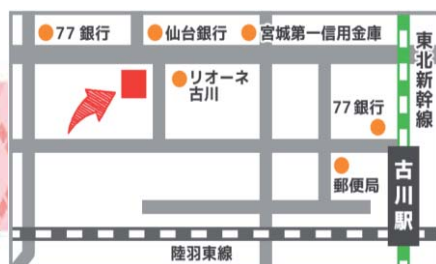 77 銀行
仙台銀行
宮城第一信用金庫
リオーネ
古川
77 銀行
郵便局
東北新幹線
古川駅
陸羽東線